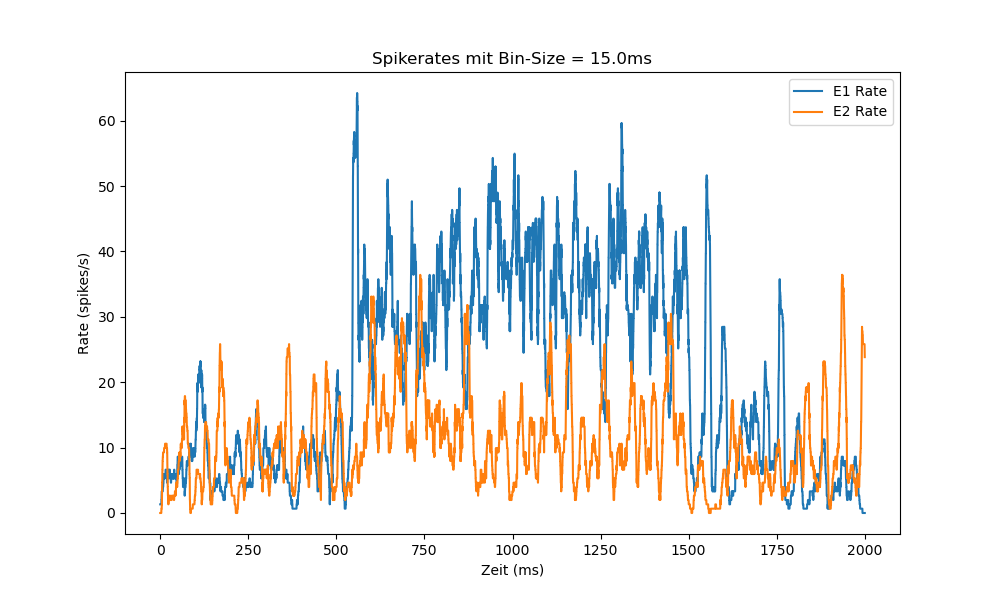 Spikerates mit Bin-Size = 15.0ms
E1 Rate
E2 Rate
Rate (spikes/s)
60
50
40
30
20
10
0
0 250 500 750 1000 1250 1500 1750 2000
Zeit (ms)